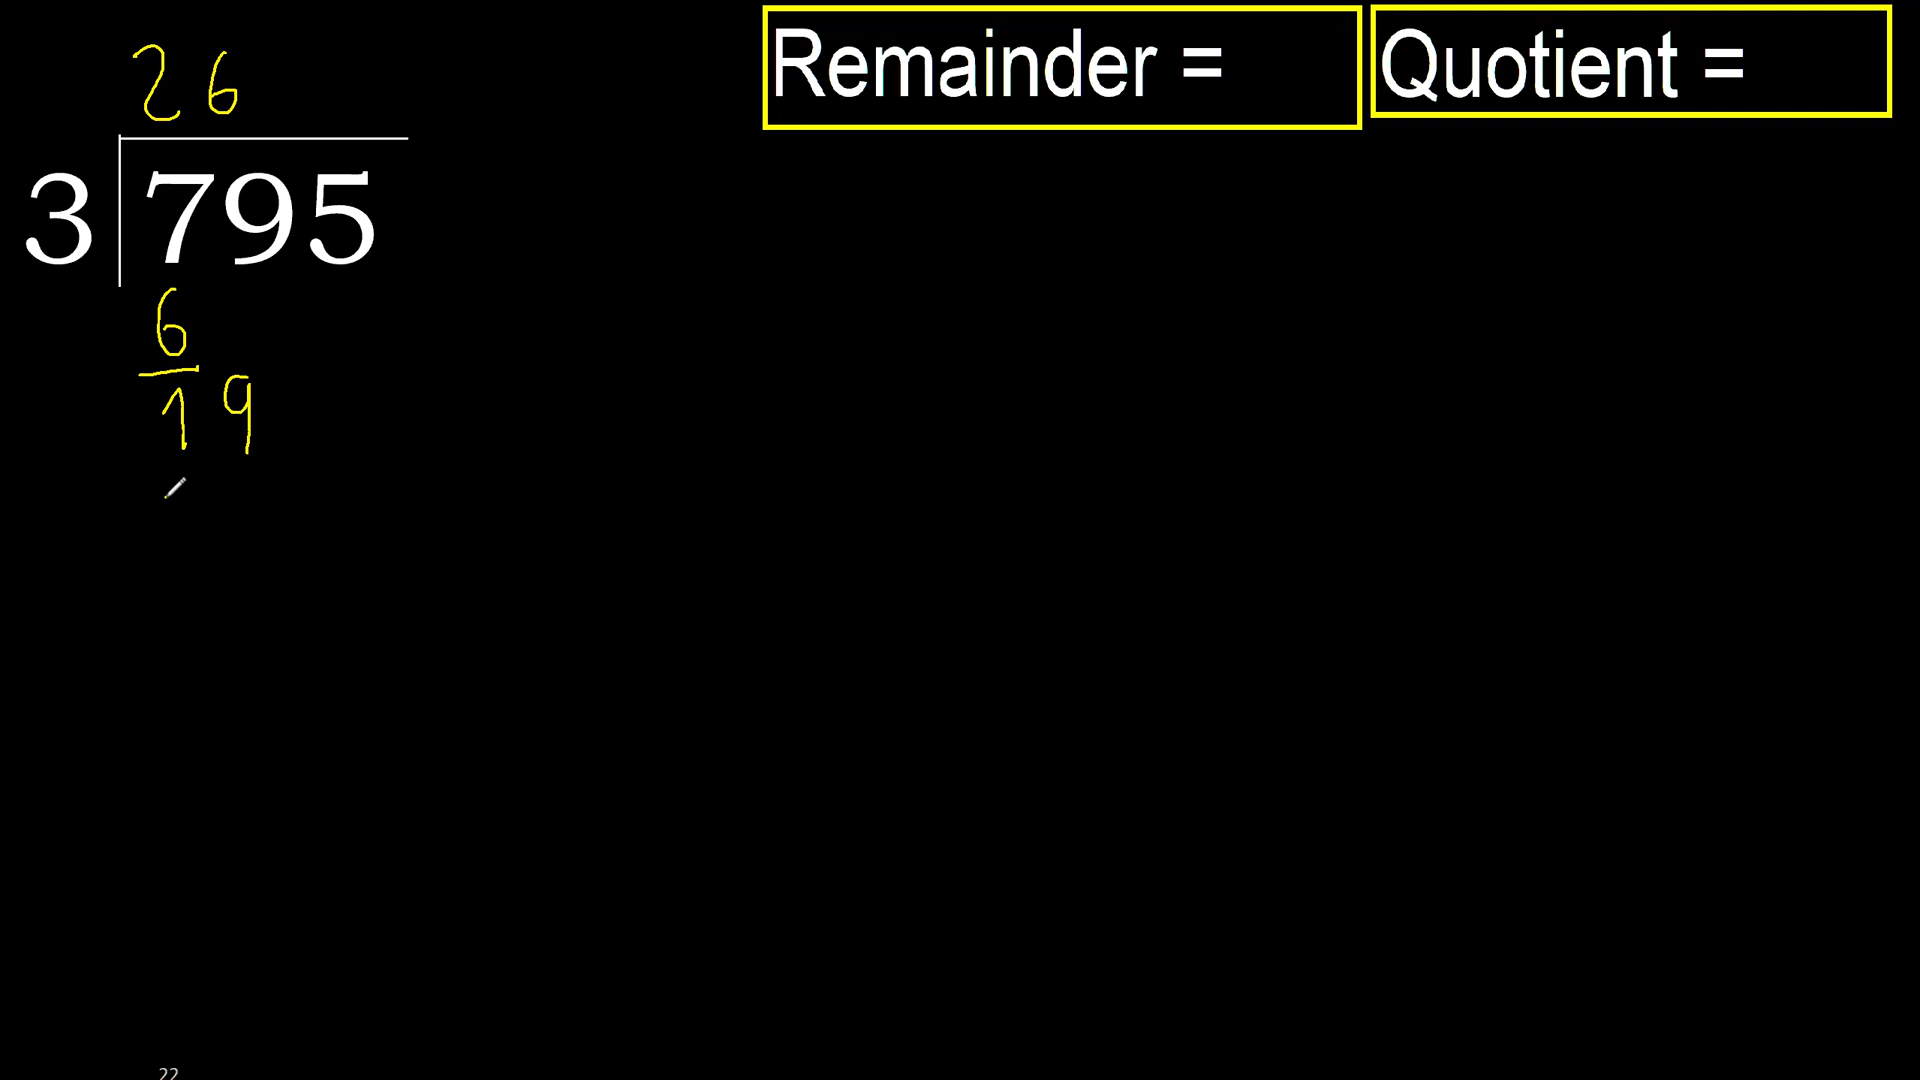 Remainder =
Quotient =
26
3 795
6
19
22